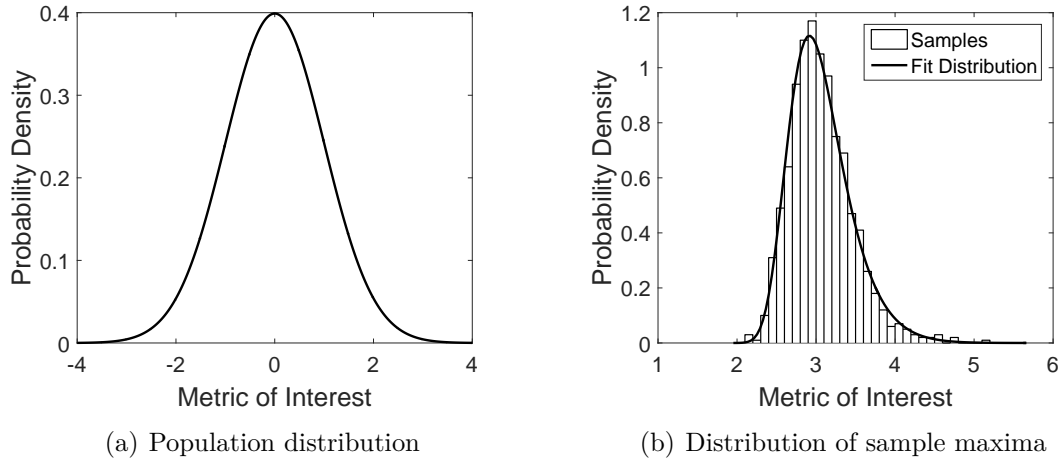 0.4
0.3
0.2
0.1
0
-4 -2 0 2 4
Probability Density
Metric of Interest
(a) Population distribution
1.2
1
0.8
0.6
0.4
0.2
0
1 2 3 4 5 6
Probability Density
Metric of Interest
Samples
Fit Distribution
(b) Distribution of sample maxima